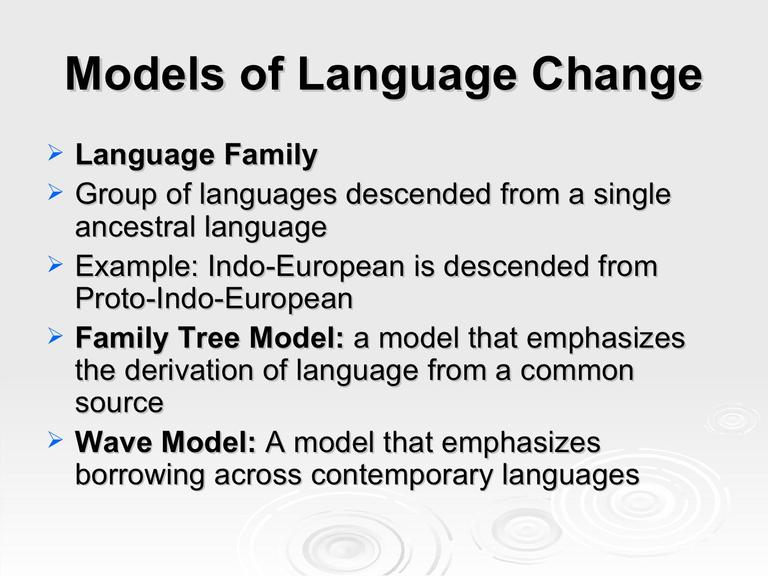 Models of Language Change
Language Family
Group of languages descended from a single
ancestral language
Example: Indo-European is descended from
Proto-Indo-European
Family Tree Model: a model that emphasizes
the derivation of language from a common
source
Wave Model: A model that emphasizes
borrowing across contemporary languages